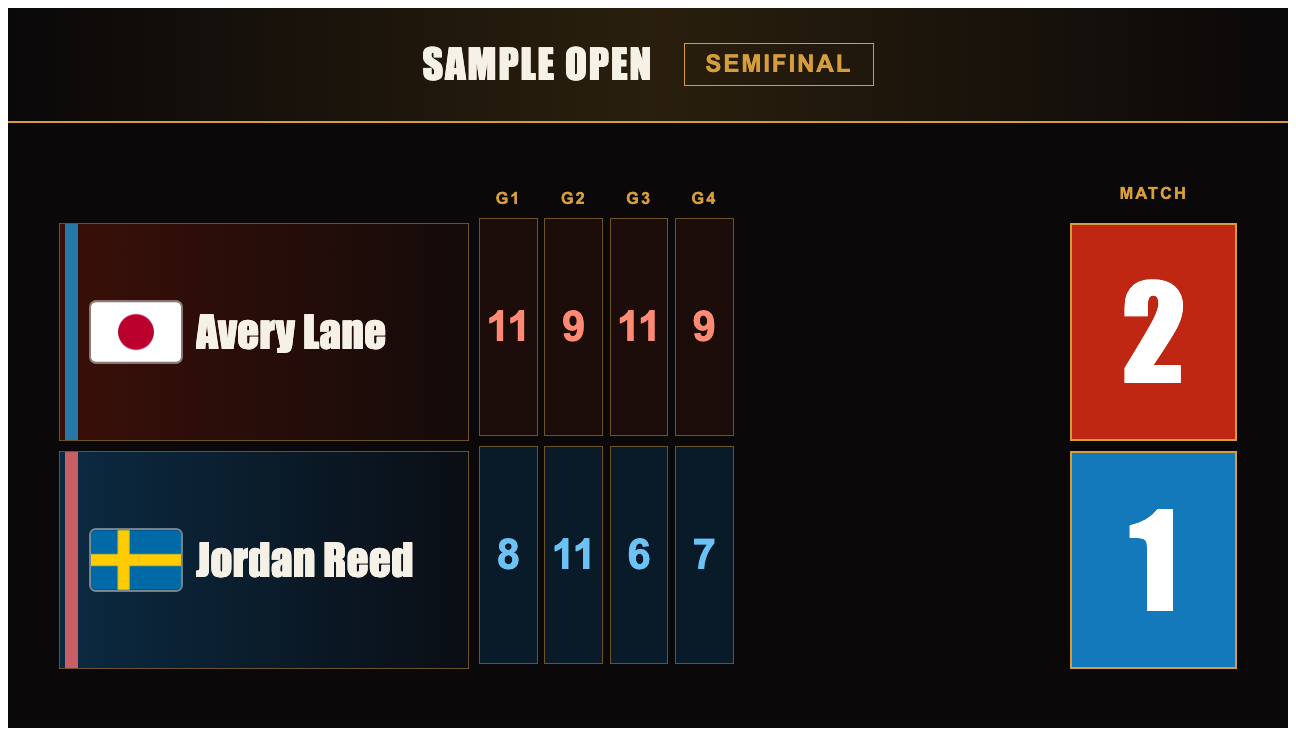 SAMPLE OPEN SEMIFINAL
G1 G2 G3 G4 MATCH
Avery Lane 11 9 11 9 2
Jordan Reed 8 11 6 7 1